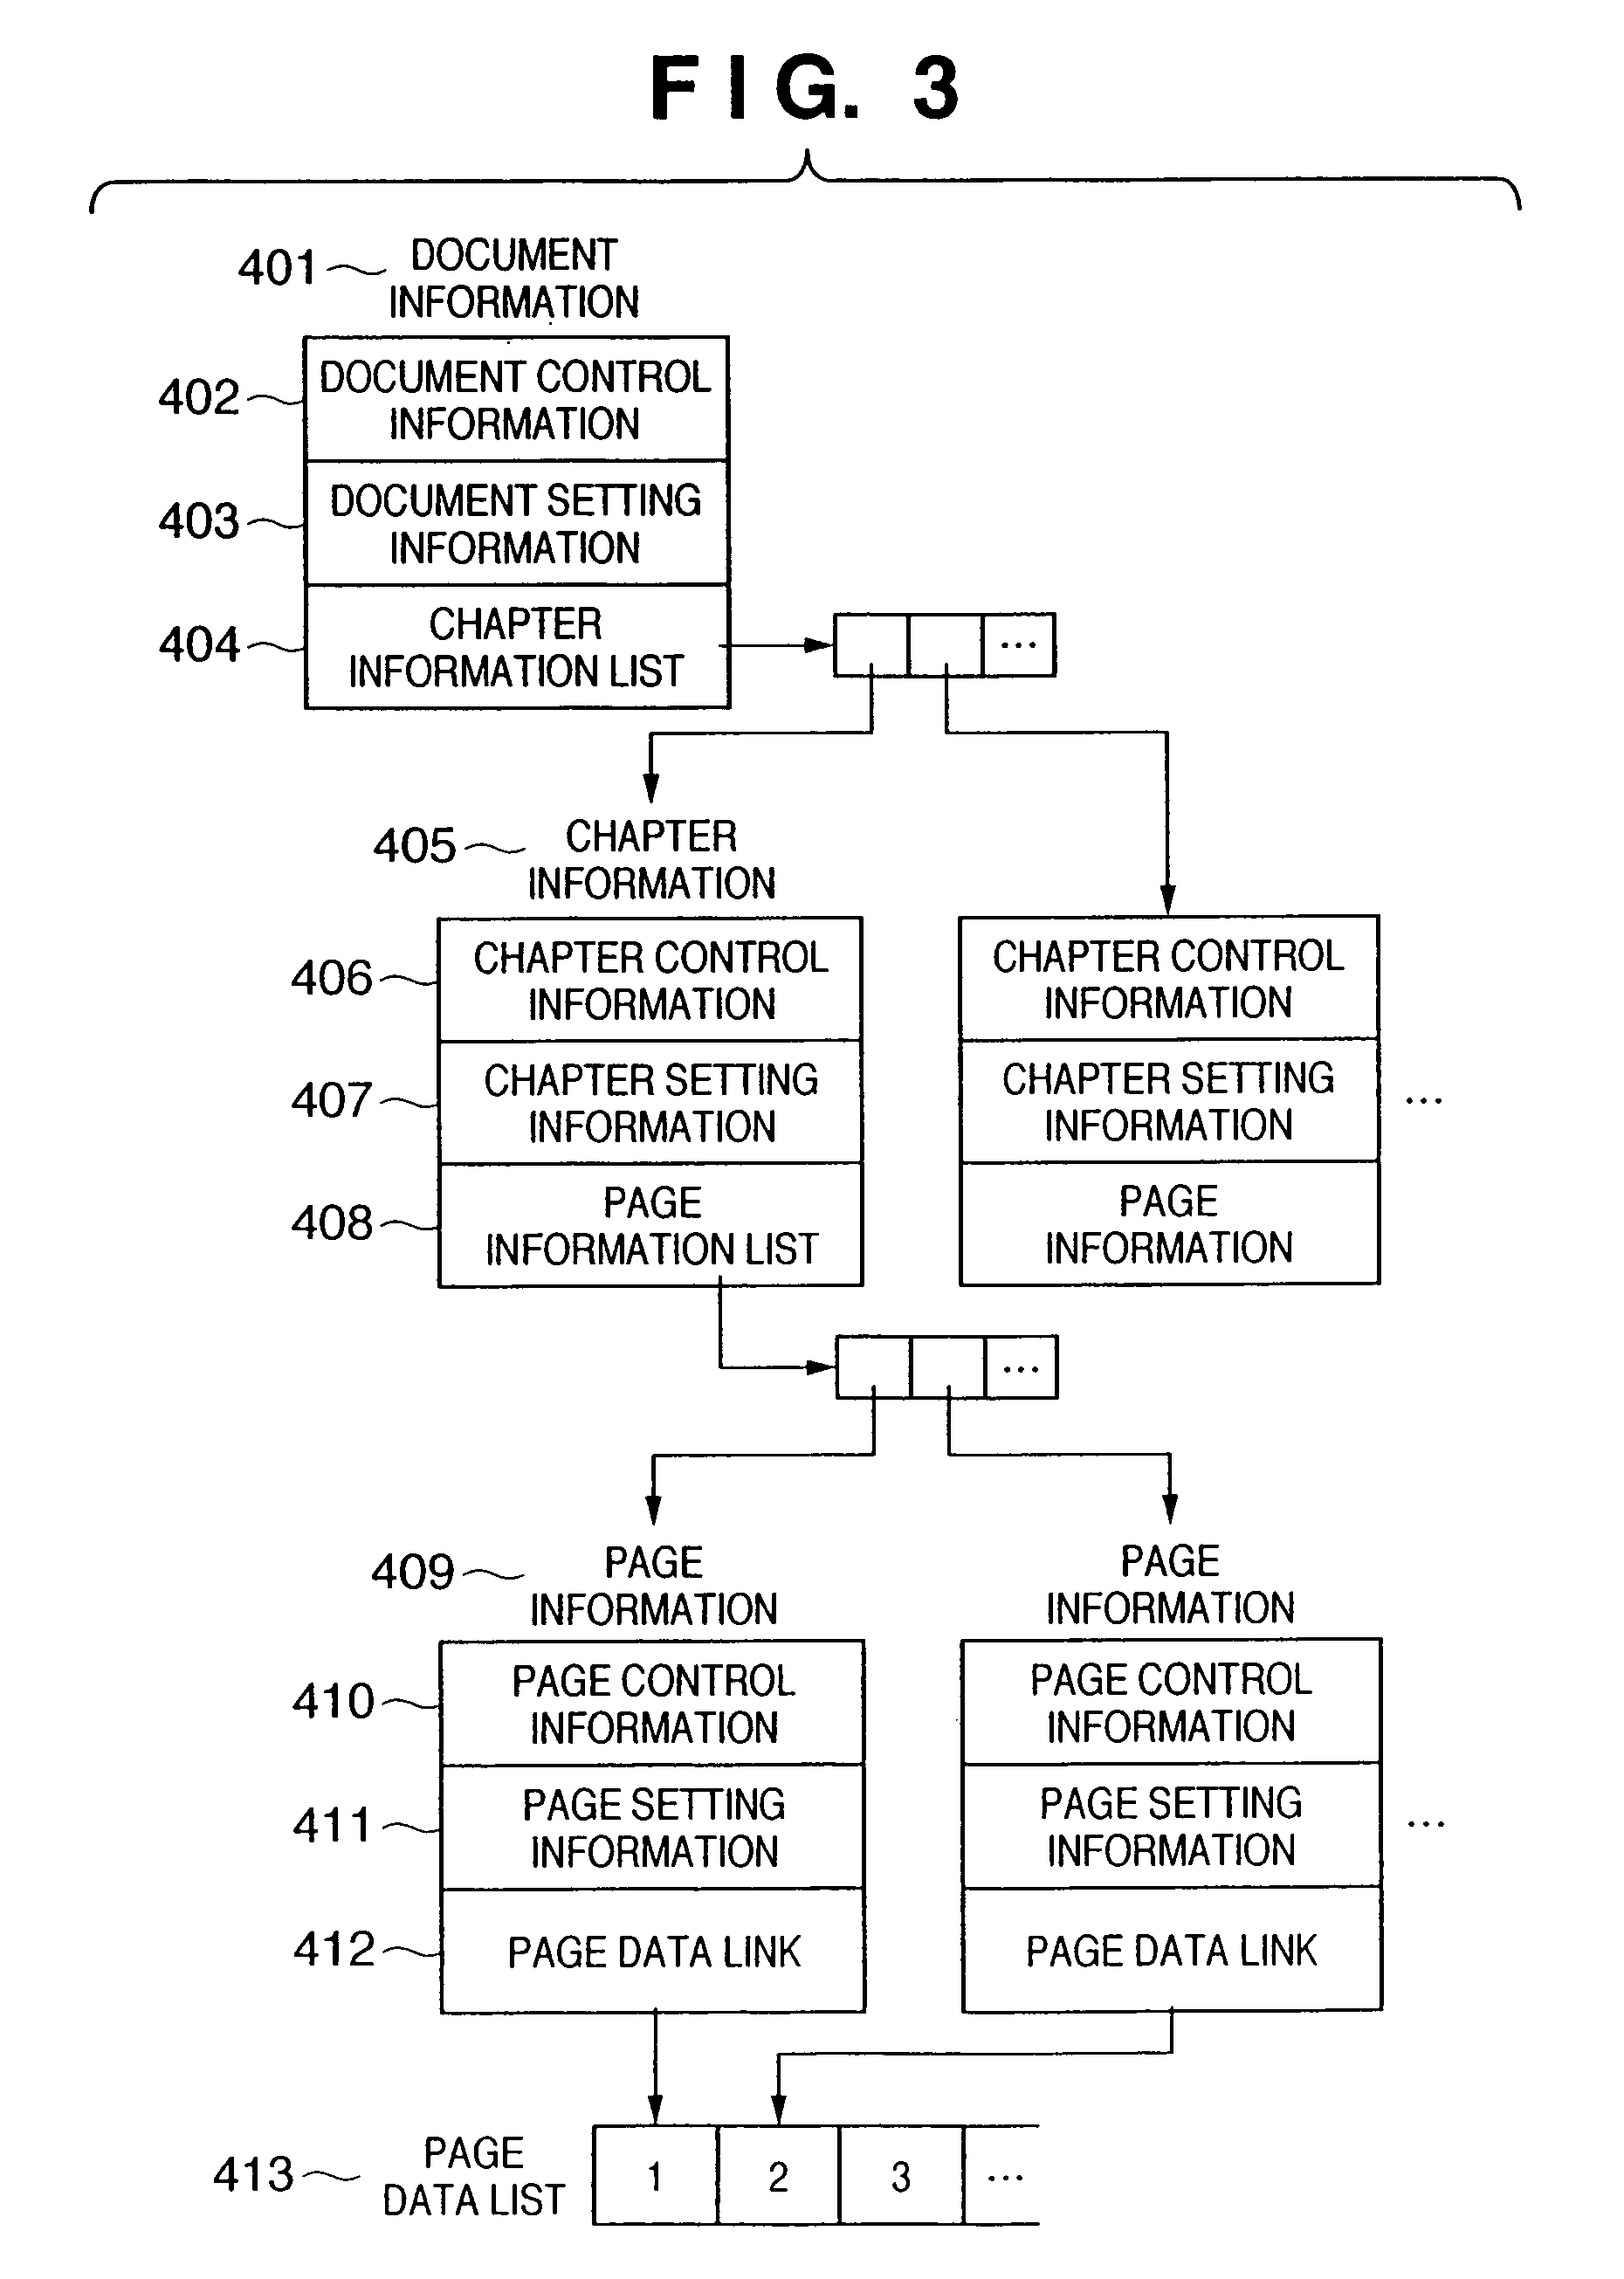 FIG. 3
401 DOCUMENT
INFORMATION
402 DOCUMENT CONTROL
INFORMATION
403 DOCUMENT SETTING
INFORMATION
404 CHAPTER
INFORMATION LIST
...
405 CHAPTER
INFORMATION
406 CHAPTER CONTROL
INFORMATION
407 CHAPTER SETTING
INFORMATION
408 PAGE
INFORMATION LIST
CHAPTER CONTROL
INFORMATION
CHAPTER SETTING
INFORMATION
...
PAGE
INFORMATION
...
409 PAGE
INFORMATION
410 PAGE CONTROL
INFORMATION
411 PAGE SETTING
INFORMATION
412 PAGE DATA LINK
PAGE
INFORMATION
PAGE CONTROL
INFORMATION
PAGE SETTING
INFORMATION
...
PAGE DATA LINK
413 PAGE
DATA LIST
1 2 3 ...